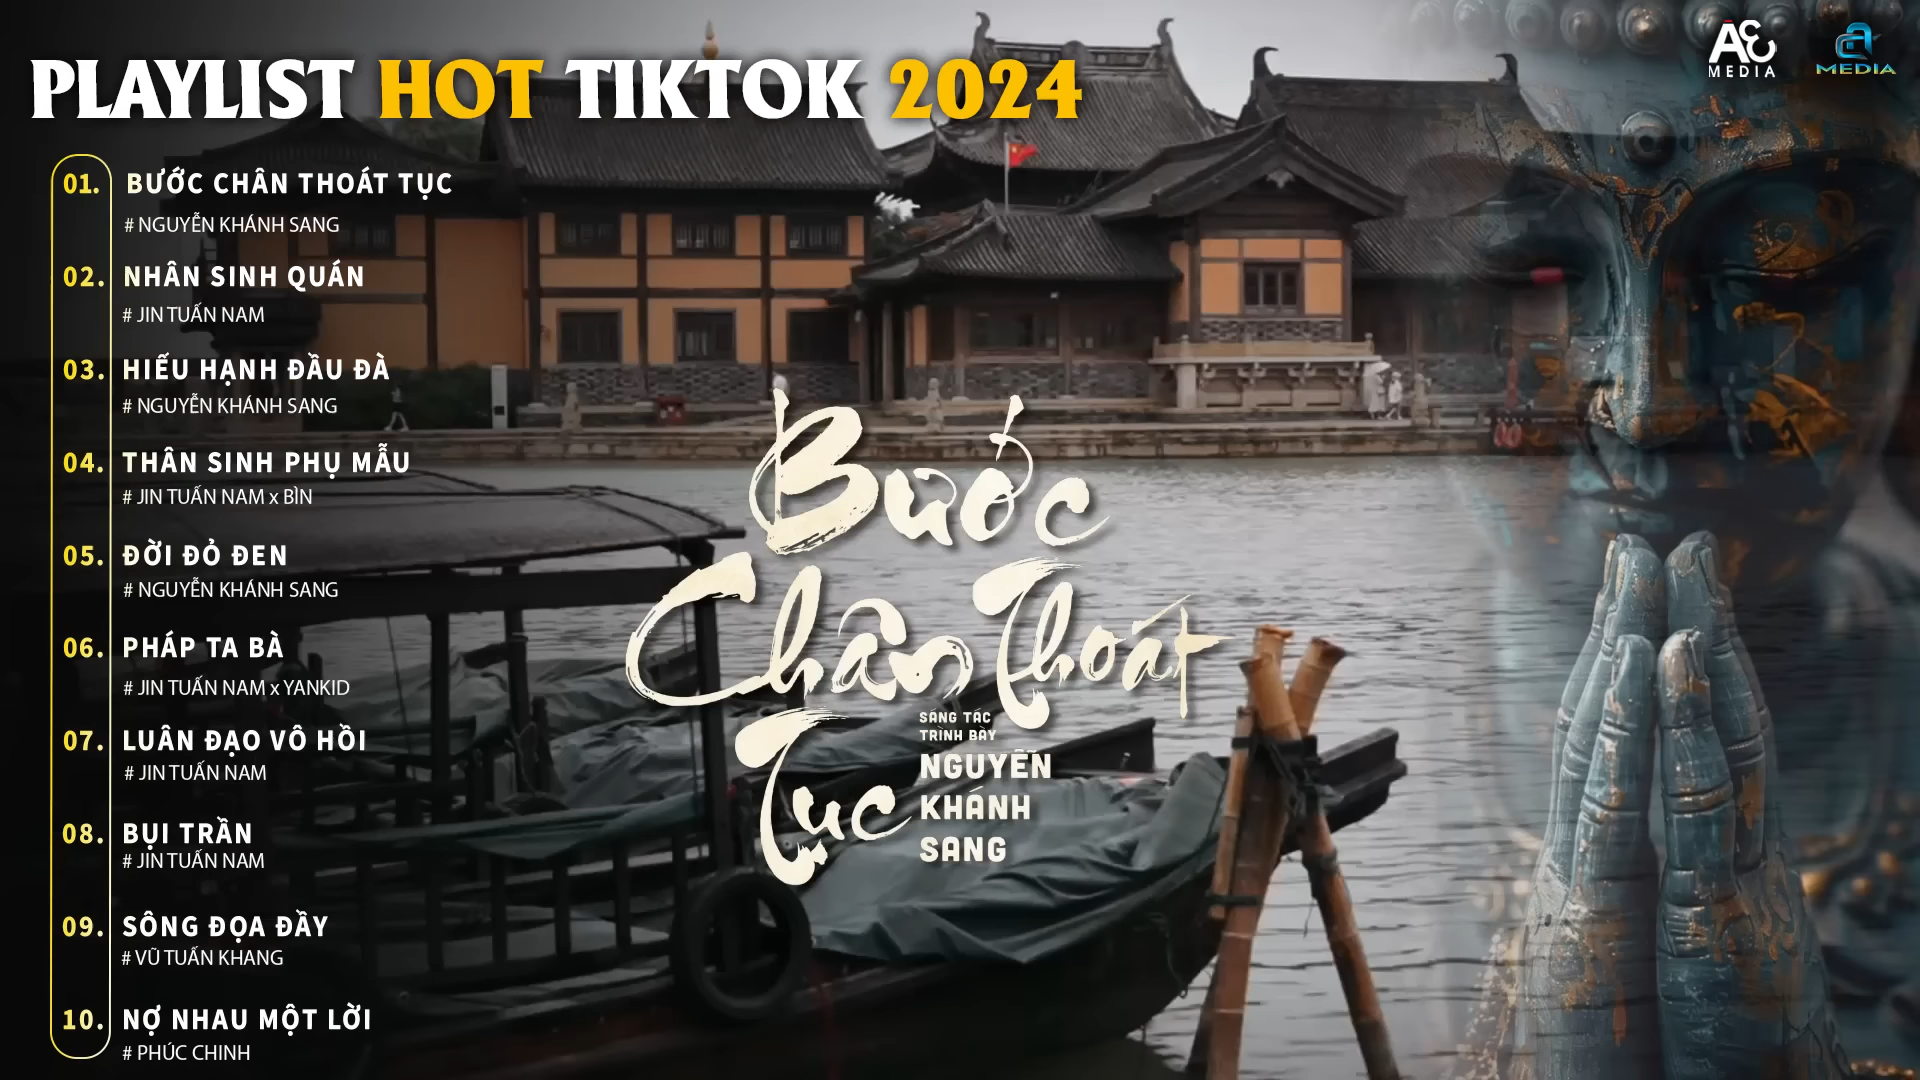 PLAYLIST HOT TIKTOK 2024
A33 MEDIA
MEDIA
01. BƯỚC CHÂN THOÁT TỤC
# NGUYỄN KHÁNH SANG
02. NHÂN SINH QUÁN
# JIN TUẤN NAM
03. HIẾU HẠNH ĐẦU ĐÀ
# NGUYỄN KHÁNH SANG
04. THÂN SINH PHỤ MẪU
# JIN TUẤN NAM x BÌN
05. ĐỜI ĐỎ ĐEN
# NGUYỄN KHÁNH SANG
06. PHÁP TA BÀ
# JIN TUẤN NAM x YANKID
07. LUÂN ĐẠO VÔ HỒI
# JIN TUẤN NAM
08. BỤI TRẦN
# JIN TUẤN NAM
09. SÔNG ĐỌA ĐẦY
# VŨ TUẤN KHANG
10. NỢ NHAU MỘT LỜI
# PHÚC CHINH
Bước
Chân Thoát
Tục
SÁNG TÁC
TRÌNH BÀY
NGUYỄN
KHÁNH
SANG